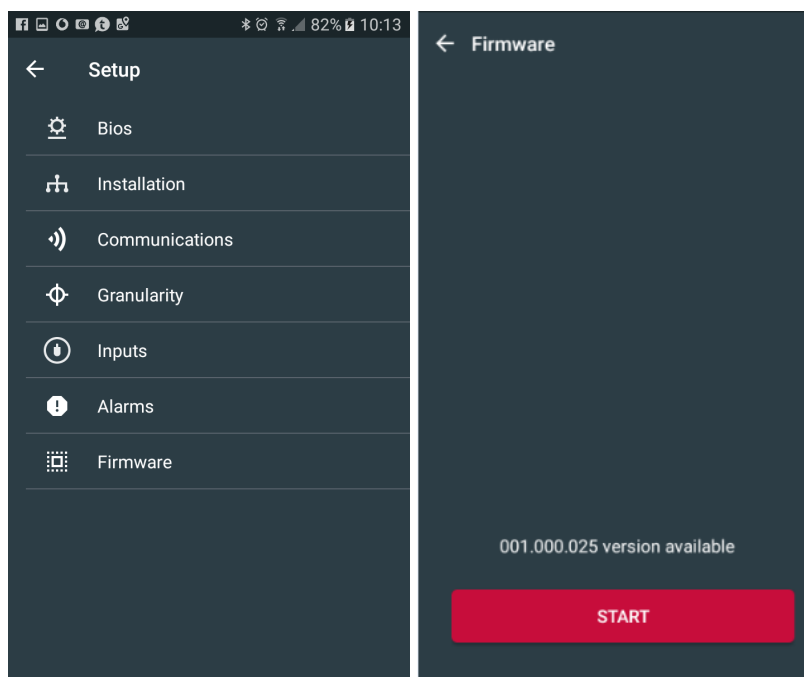 82% 10:13
Setup
Bios
Installation
Communications
Granularity
Inputs
Alarms
Firmware
Firmware
001.000.025 version available
START